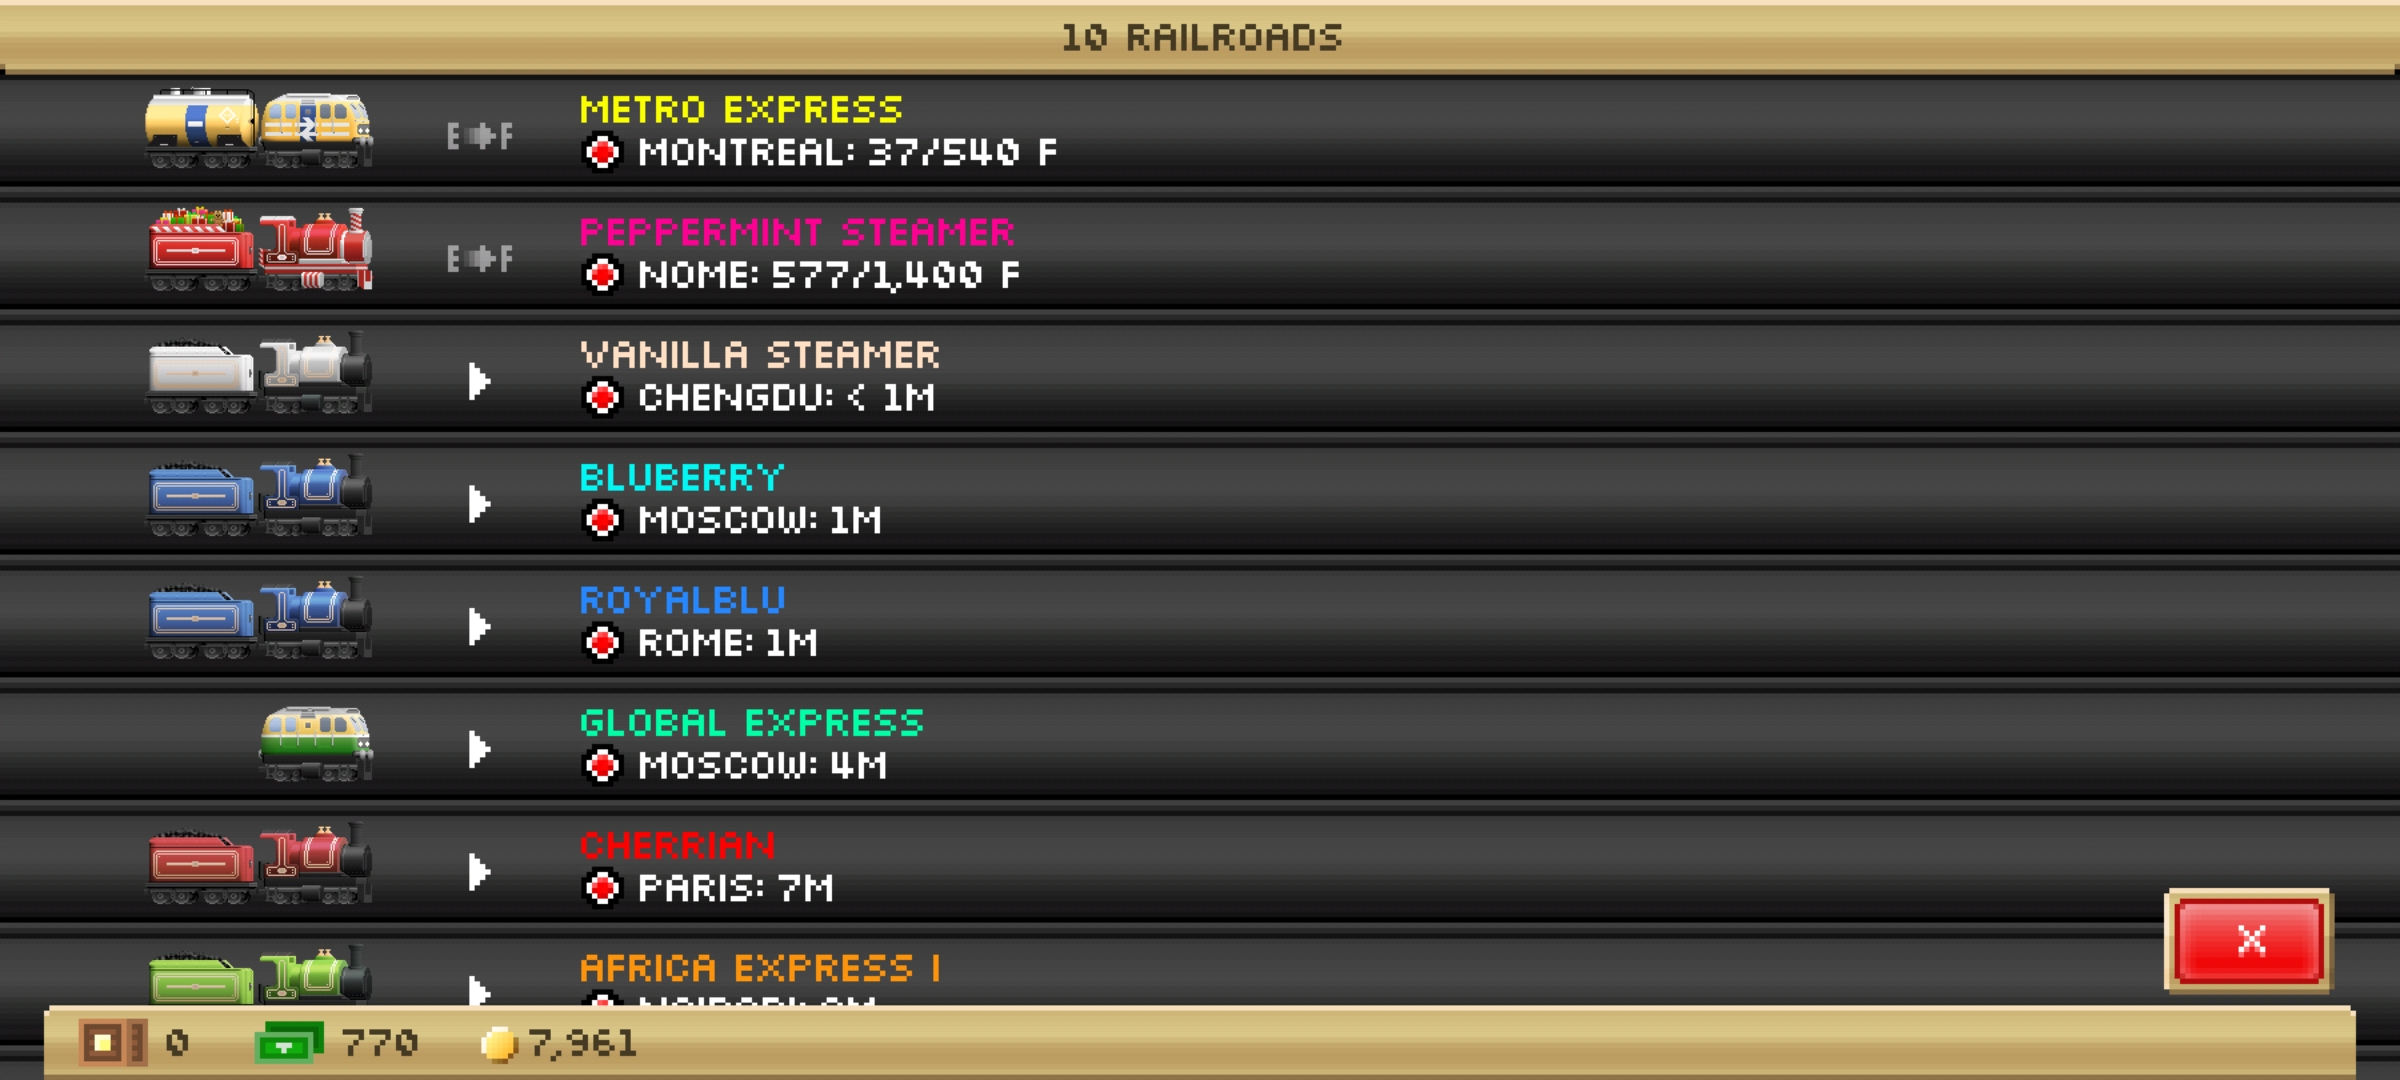 10 RAILROADS
METRO EXPRESS
E F MONTREAL: 37/540 F
PEPPERMINT STEAMER
E F NOME: 577/1,400 F
VANILLA STEAMER
CHENGDU: < 1M
BLUBERRY
MOSCOW: 1M
ROYALBLU
ROME: 1M
GLOBAL EXPRESS
MOSCOW: 4M
CHERRIAN
PARIS: 7M
AFRICA EXPRESS I
X
0 770 7,961